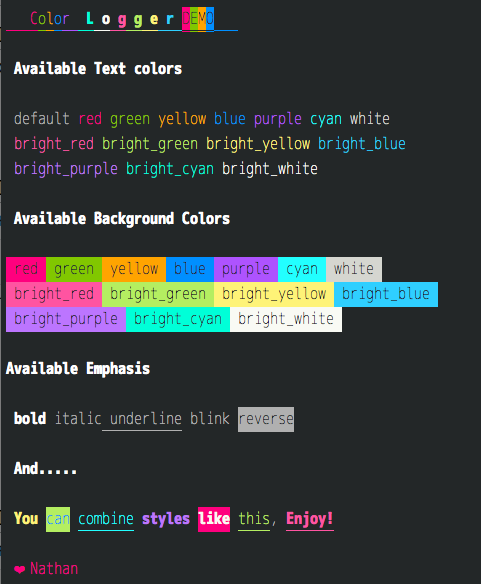 Color Logger DEMO
Available Text colors
default red green yellow blue purple cyan white
bright_red bright_green bright_yellow bright_blue
bright_purple bright_cyan bright_white
Available Background Colors
red green yellow blue purple cyan white
bright_red bright_green bright_yellow bright_blue
bright_purple bright_cyan bright_white
Available Emphasis
bold italic underline blink reverse
And.....
You can combine styles like this, Enjoy!
❤ Nathan